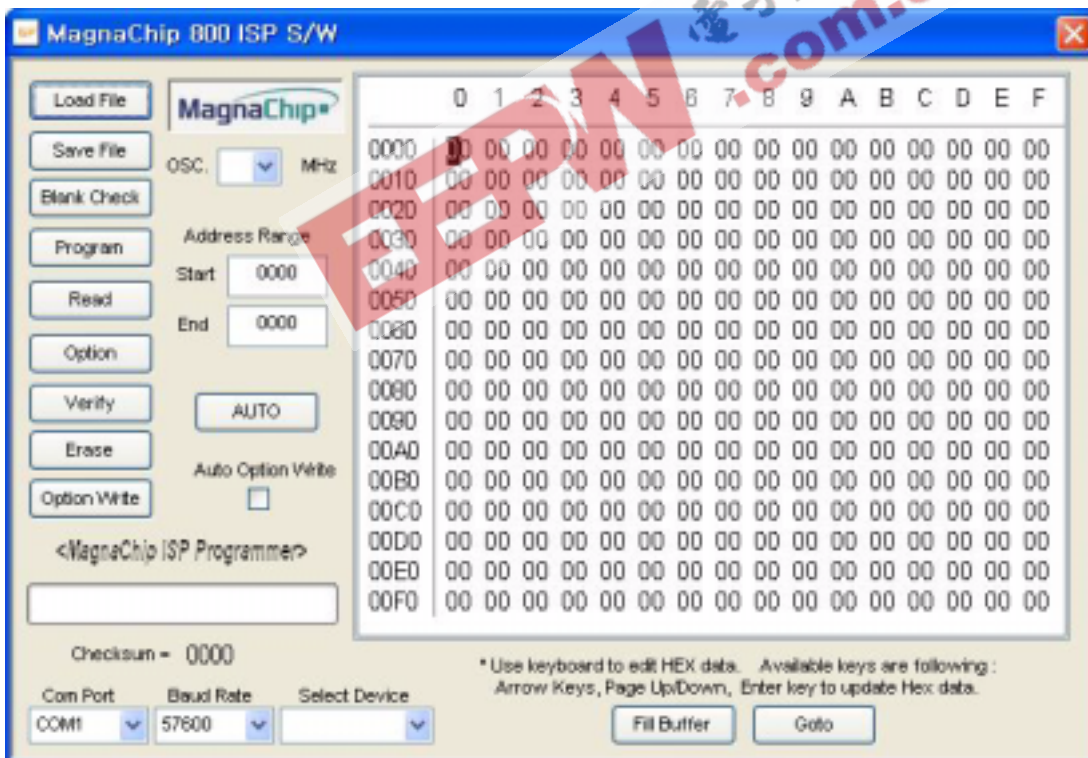 MagnaChip 800 ISP S/W
Load File
Save File
Blank Check
Program
Read
Option
Verify
Erase
Option Write
MagnaChip
OSC. MHz
Address Range
Start 0000
End 0000
AUTO
Auto Option Write
<MagnaChip ISP Programmer>
Checksum = 0000
Com Port Baud Rate Select Device
COM1 57600
0 1 2 3 4 5 6 7 8 9 A B C D E F
0000 00 00 00 00 00 00 00 00 00 00 00 00 00 00 00 00
0010 00 00 00 00 00 00 00 00 00 00 00 00 00 00 00 00
0020 00 00 00 00 00 00 00 00 00 00 00 00 00 00 00 00
0030 00 00 00 00 00 00 00 00 00 00 00 00 00 00 00 00
0040 00 00 00 00 00 00 00 00 00 00 00 00 00 00 00 00
0050 00 00 00 00 00 00 00 00 00 00 00 00 00 00 00 00
0060 00 00 00 00 00 00 00 00 00 00 00 00 00 00 00 00
0070 00 00 00 00 00 00 00 00 00 00 00 00 00 00 00 00
0080 00 00 00 00 00 00 00 00 00 00 00 00 00 00 00 00
0090 00 00 00 00 00 00 00 00 00 00 00 00 00 00 00 00
00A0 00 00 00 00 00 00 00 00 00 00 00 00 00 00 00 00
00B0 00 00 00 00 00 00 00 00 00 00 00 00 00 00 00 00
00C0 00 00 00 00 00 00 00 00 00 00 00 00 00 00 00 00
00D0 00 00 00 00 00 00 00 00 00 00 00 00 00 00 00 00
00E0 00 00 00 00 00 00 00 00 00 00 00 00 00 00 00 00
00F0 00 00 00 00 00 00 00 00 00 00 00 00 00 00 00 00
* Use keyboard to edit HEX data. Available keys are following :
Arrow Keys, Page Up/Down, Enter key to update Hex data.
Fill Buffer Goto
EEPW .com.